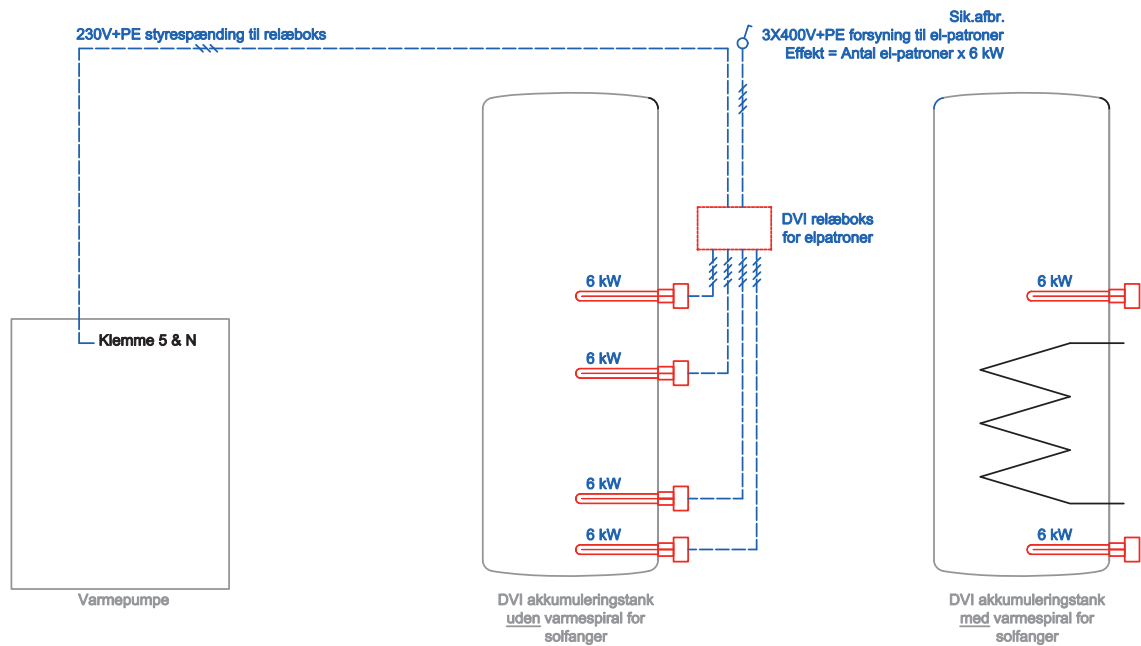 Sik.afbr.
230V+PE styrespænding til relæboks
3X400V+PE forsyning til el-patroner
Effekt = Antal el-patroner x 6 kW
DVI relæboks
for elpatroner
6 kW
6 kW
Klemme 5 & N
6 kW
6 kW
6 kW
6 kW
Varmepumpe
DVI akkumuleringstank
uden varmespiral for
solfanger
DVI akkumuleringstank
med varmespiral for
solfanger